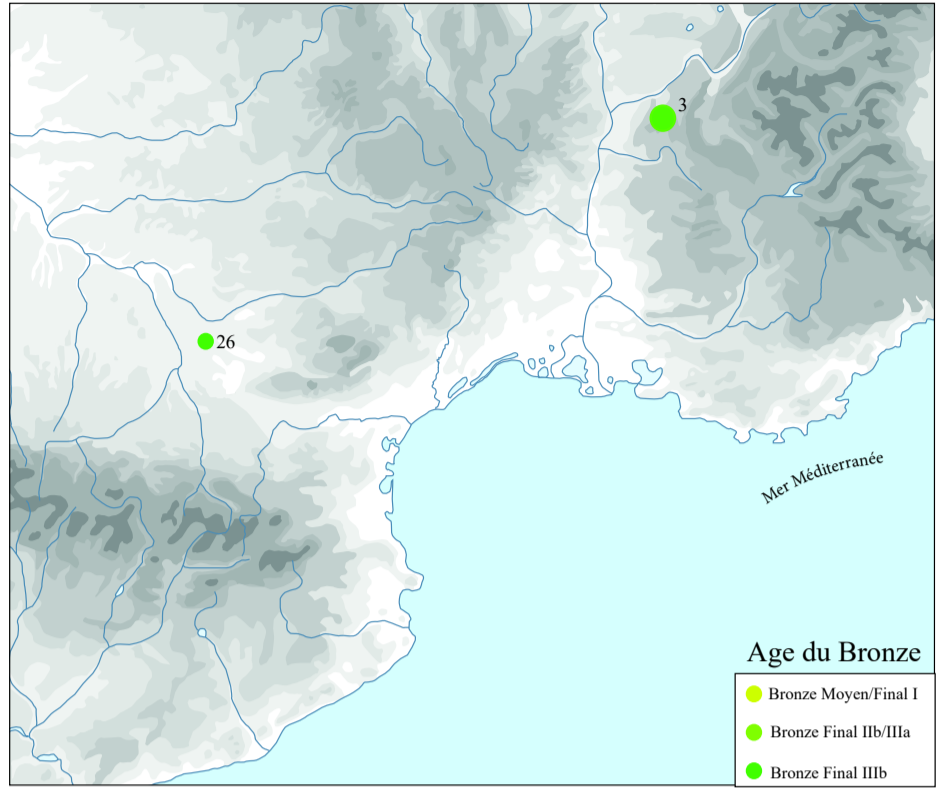 3
26
Mer Méditerranée
Age du Bronze
Bronze Moyen/Final I
Bronze Final IIb/IIIa
Bronze Final IIIb